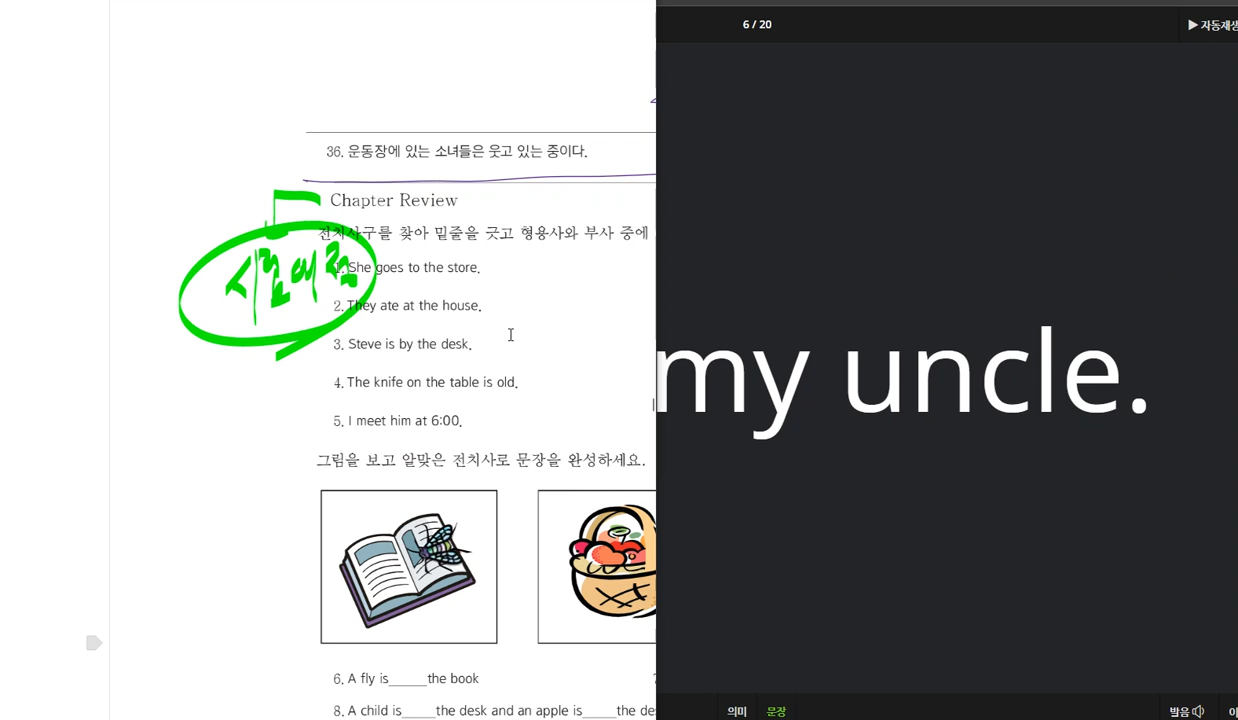 6 / 20
▶ 자동재생
36. 운동장에 있는 소녀들은 웃고 있는 중이다.
Chapter Review
전치사구를 찾아 밑줄을 긋고 형용사와 부사 중에
1. She goes to the store.
2. They ate at the house.
3. Steve is by the desk.
4. The knife on the table is old.
5. I meet him at 6:00.
그림을 보고 알맞은 전치사로 문장을 완성하세요.
6. A fly is_____the book
8. A child is____the desk and an apple is____the de
my uncle.
의미 문장
발음